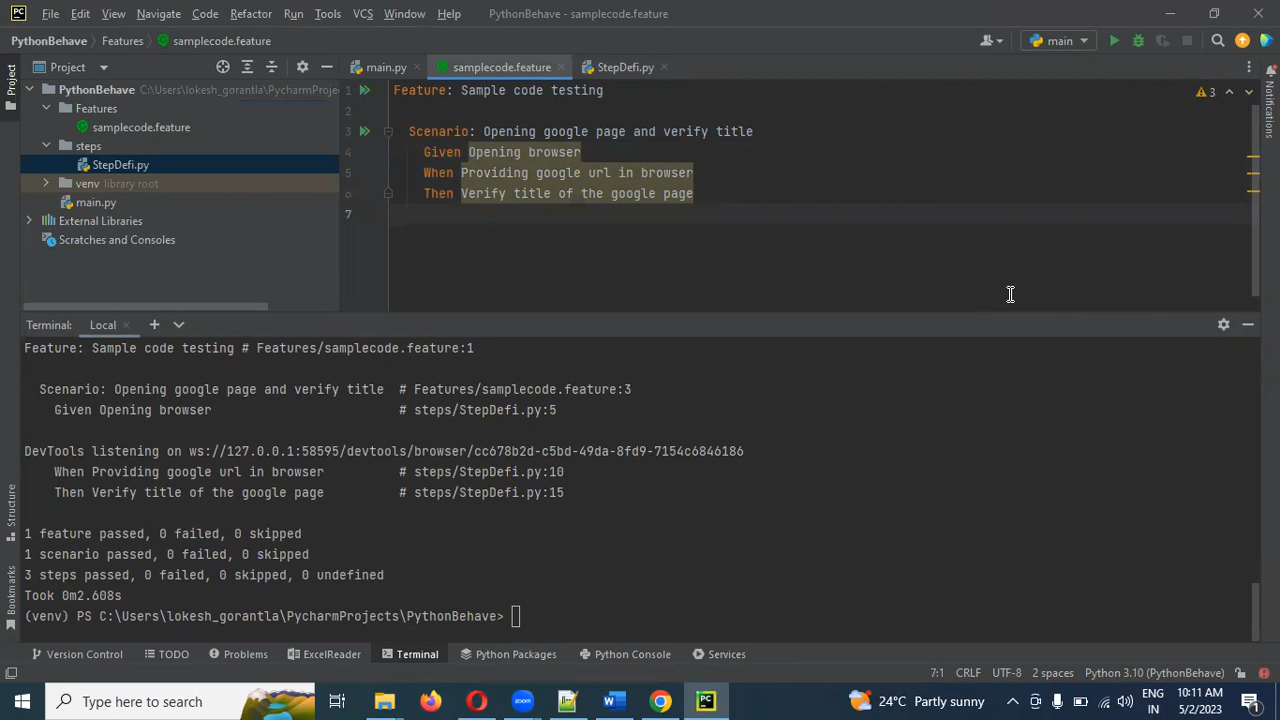 PC File Edit View Navigate Code Refactor Run Tools VCS Window Help PythonBehave - samplecode.feature
PythonBehave Features samplecode.feature main
Project Project main.py samplecode.feature StepDefi.py Notifications
PythonBehave C:\Users\lokesh_gorantla\PycharmProjec
Features
samplecode.feature
steps
StepDefi.py
venv library root
main.py
External Libraries
Scratches and Consoles
1 Feature: Sample code testing 3
2
3 Scenario: Opening google page and verify title
4 Given Opening browser
5 When Providing google url in browser
Then Verify title of the google page
7
Terminal: Local
Feature: Sample code testing # Features/samplecode.feature:1
Scenario: Opening google page and verify title # Features/samplecode.feature:3
Given Opening browser # steps/StepDefi.py:5
DevTools listening on ws://127.0.0.1:58595/devtools/browser/cc678b2d-c5bd-49da-8fd9-7154c6846186
When Providing google url in browser # steps/StepDefi.py:10
Then Verify title of the google page # steps/StepDefi.py:15
1 feature passed, 0 failed, 0 skipped
1 scenario passed, 0 failed, 0 skipped
3 steps passed, 0 failed, 0 skipped, 0 undefined
Took 0m2.608s
(venv) PS C:\Users\lokesh_gorantla\PycharmProjects\PythonBehave>
Structure
Bookmarks
Version Control TODO Problems ExcelReader Terminal Python Packages Python Console Services
7:1 CRLF UTF-8 2 spaces Python 3.10 (PythonBehave)
Type here to search zoom W PC 24°C Partly sunny ENG IN 10:11 AM 5/2/2023 1